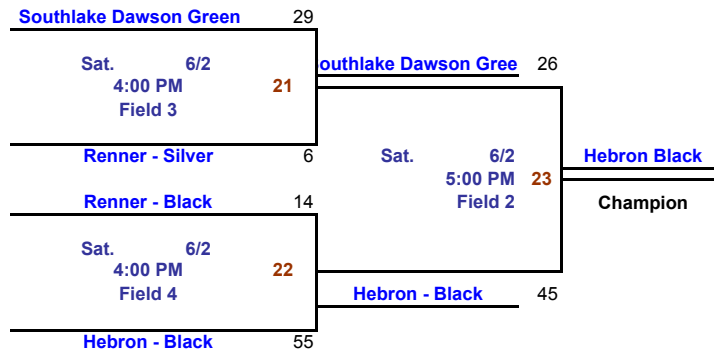 Southlake Dawson Green 29
Sat. 6/2
4:00 PM 21
Field 3
Renner - Silver 6
outhlake Dawson Gree 26
Renner - Black 14
Sat. 6/2
4:00 PM 22
Field 4
Hebron - Black 55
Sat. 6/2
5:00 PM 23
Field 2
Hebron - Black 45
Hebron Black
Champion